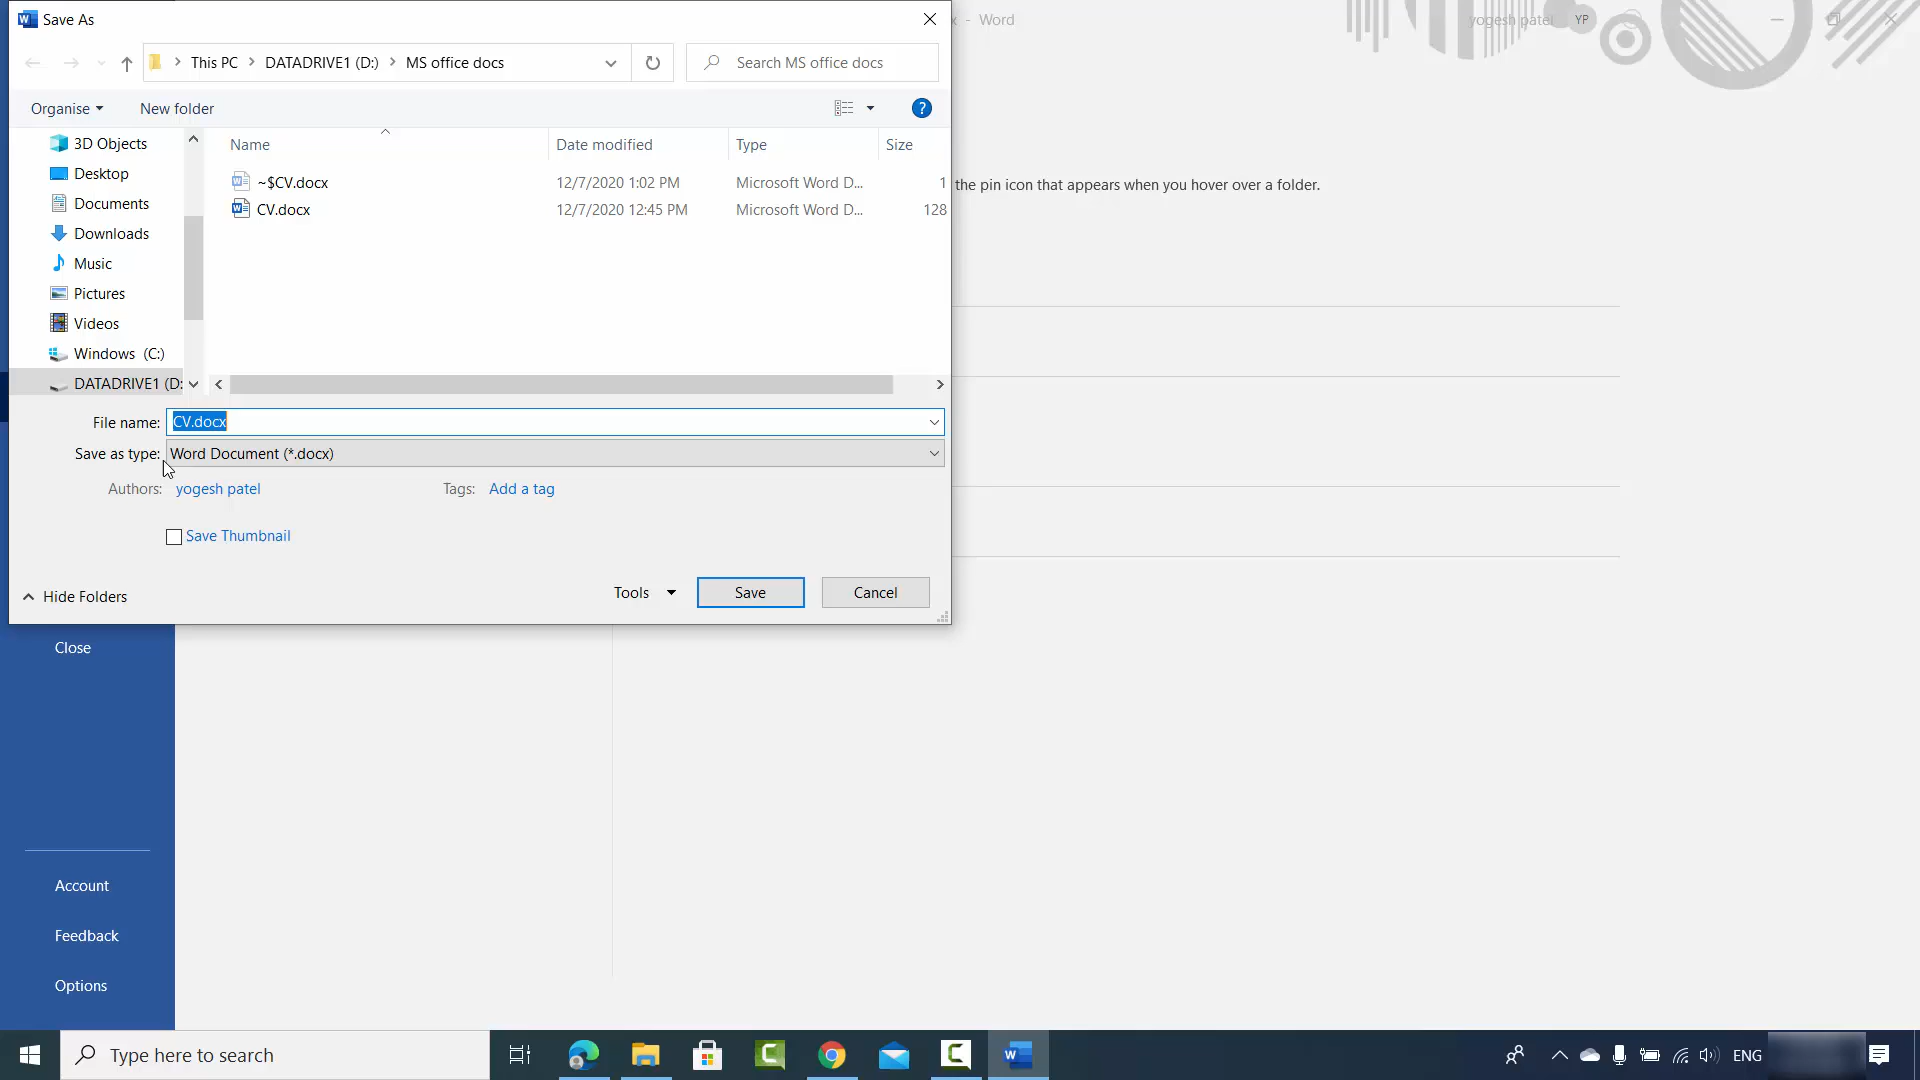 Save As
x - Word
yogesh patel YP
This PC > DATADRIVE1 (D:) > MS office docs
Search MS office docs
Organise
New folder
?
Name
Date modified
Type
Size
~$CV.docx
12/7/2020 1:02 PM
Microsoft Word D...
1
CV.docx
12/7/2020 12:45 PM
Microsoft Word D...
128
3D Objects
Desktop
Documents
Downloads
Music
Pictures
Videos
Windows (C:)
DATADRIVE1 (D:
the pin icon that appears when you hover over a folder.
File name: CV.docx
Save as type: Word Document (*.docx)
Authors: yogesh patel
Tags: Add a tag
Save Thumbnail
Hide Folders
Tools
Save
Cancel
Close
Account
Feedback
Options
Type here to search
ENG